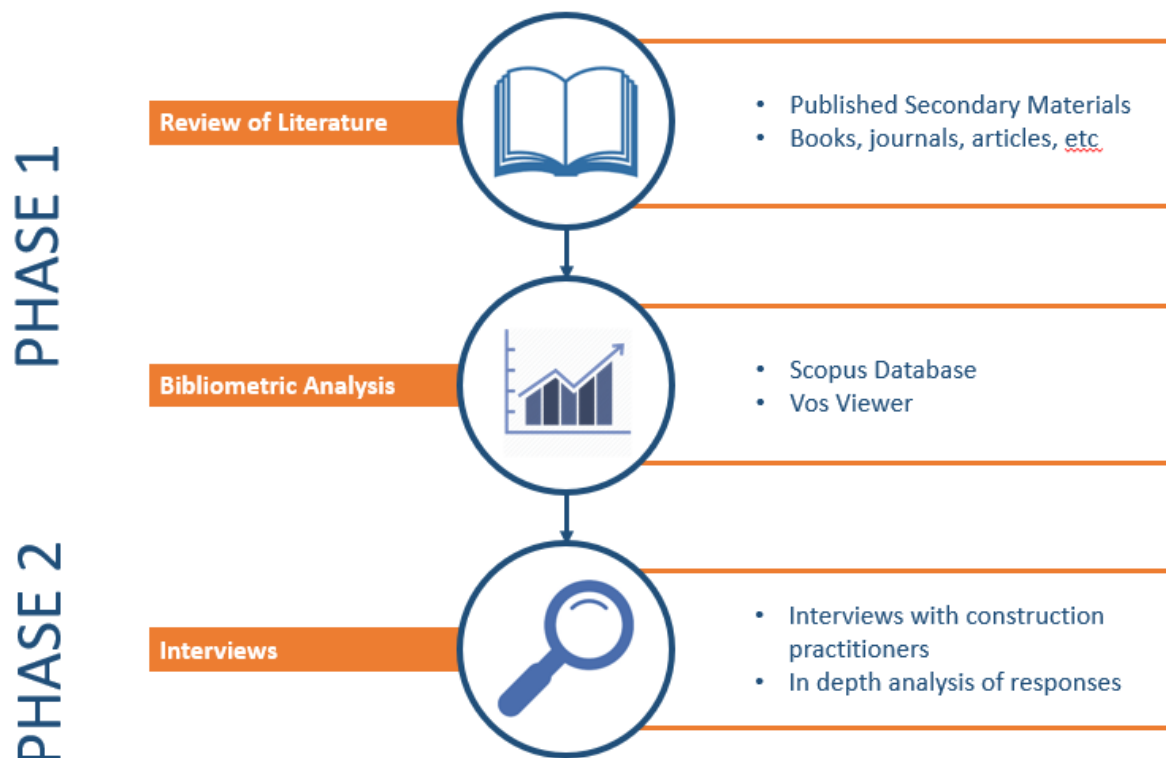 PHASE 1
Review of Literature
• Published Secondary Materials
• Books, journals, articles, etc
Bibliometric Analysis
• Scopus Database
• Vos Viewer
PHASE 2
Interviews
• Interviews with construction
practitioners
• In depth analysis of responses